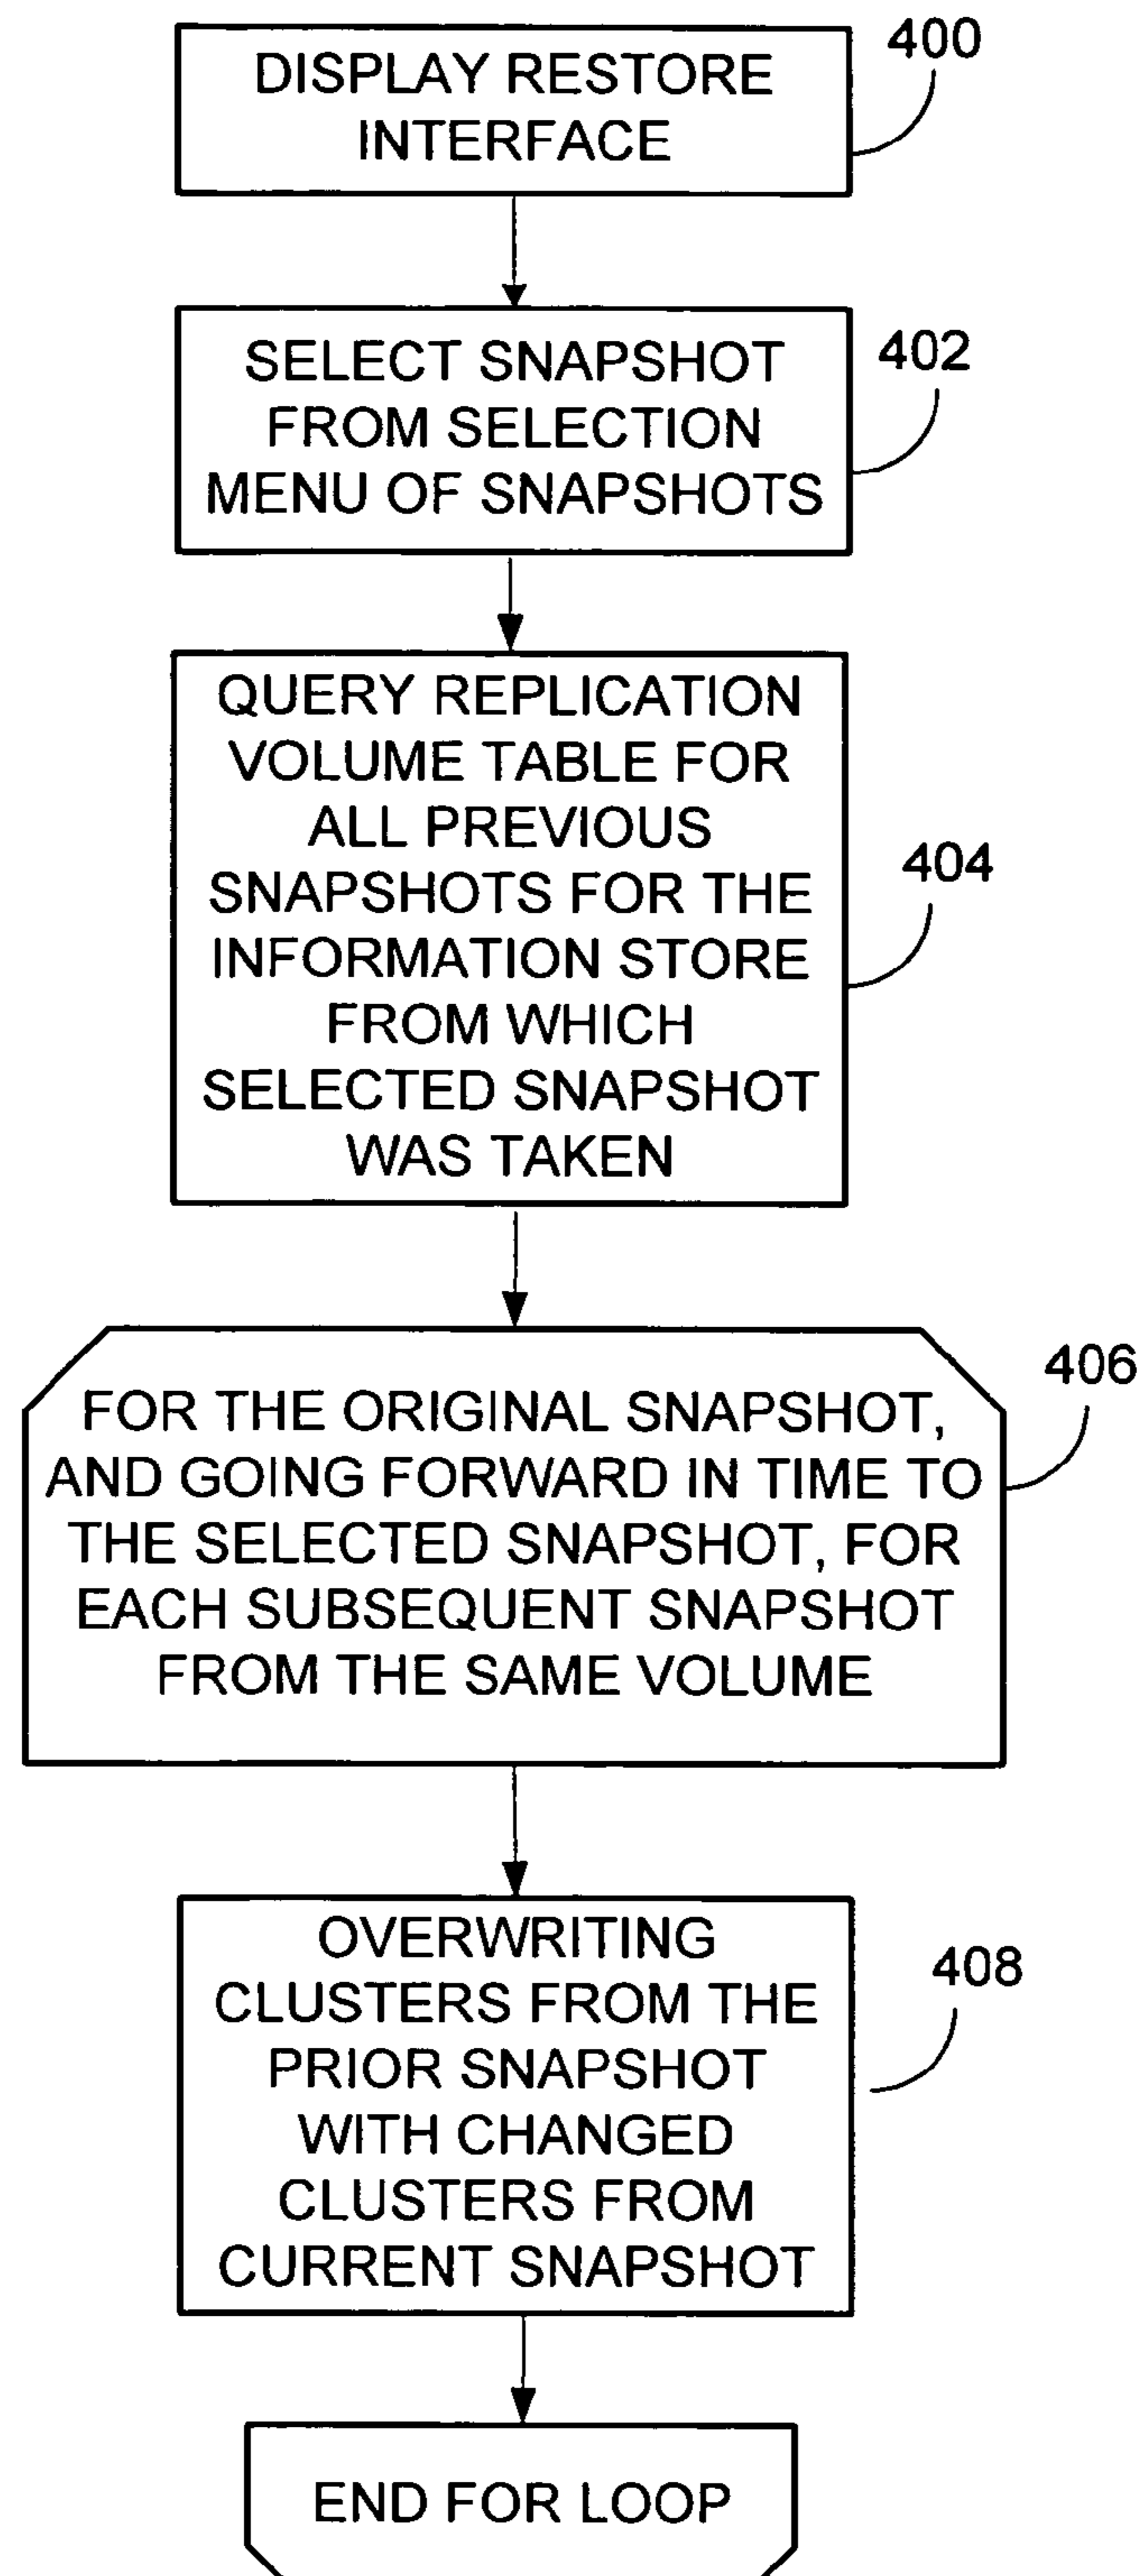 DISPLAY RESTORE
INTERFACE
400
SELECT SNAPSHOT
FROM SELECTION
MENU OF SNAPSHOTS
402
QUERY REPLICATION
VOLUME TABLE FOR
ALL PREVIOUS
SNAPSHOTS FOR THE
INFORMATION STORE
FROM WHICH
SELECTED SNAPSHOT
WAS TAKEN
404
FOR THE ORIGINAL SNAPSHOT,
AND GOING FORWARD IN TIME TO
THE SELECTED SNAPSHOT, FOR
EACH SUBSEQUENT SNAPSHOT
FROM THE SAME VOLUME
406
OVERWRITING
CLUSTERS FROM THE
PRIOR SNAPSHOT
WITH CHANGED
CLUSTERS FROM
CURRENT SNAPSHOT
408
END FOR LOOP